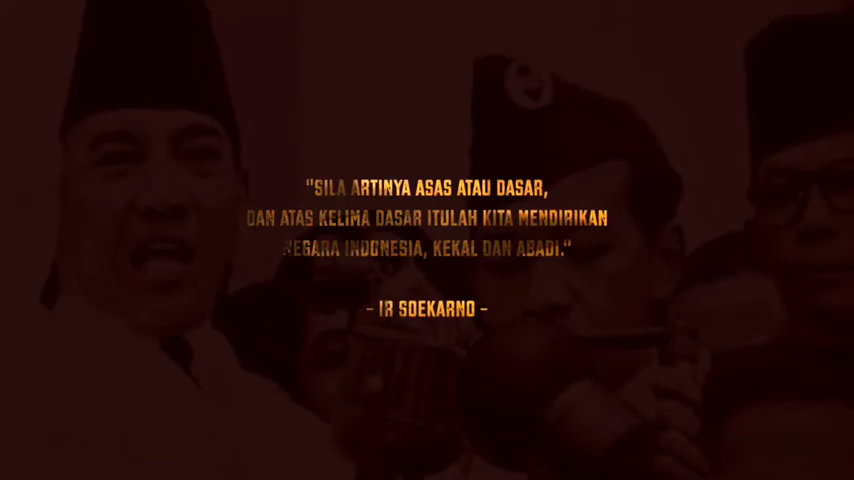 "SILA ARTINYA ASAS ATAU DASAR,
DAN ATAS KELIMA DASAR ITULAH KITA MENDIRIKAN
NEGARA INDONESIA, KEKAL DAN ABADI."
- IR SOEKARNO -